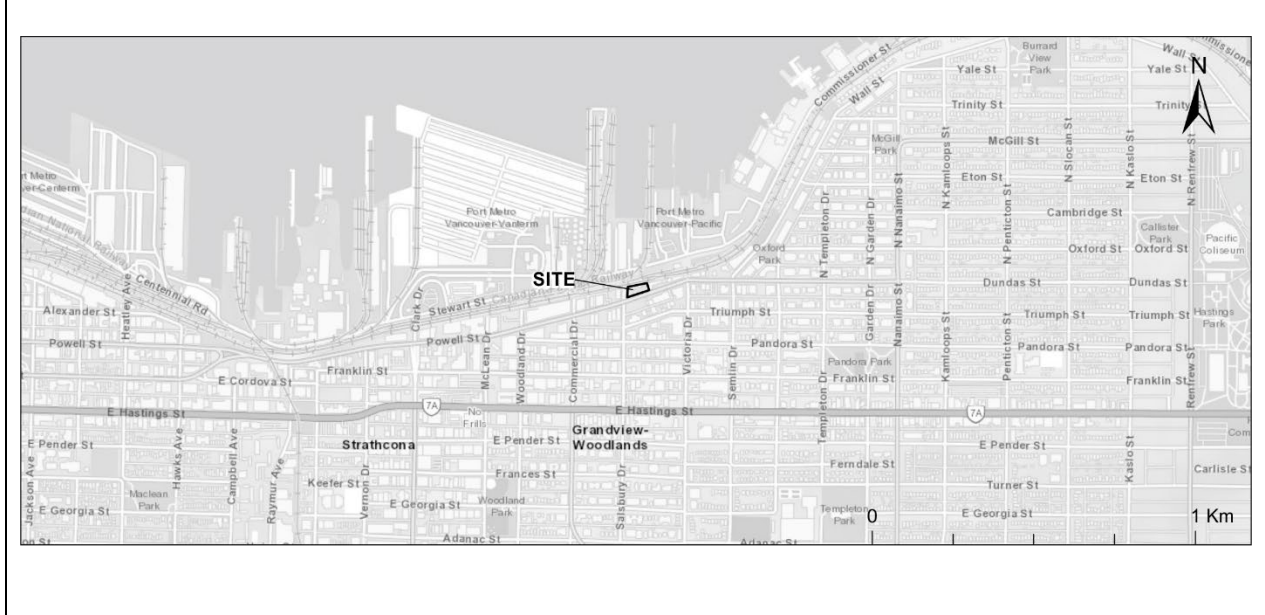 Commissioner St
Wall St
Burrard
View
Park
Yale St
Wall St
Commissioner St
Yale St
N
Trinity St
Trinity St
McGill
Park
McGill St
N Slocan St
N Kaslo St
N Renfrew St
N Kamloops St
Eton St
Eton St
Port Metro
Port Metro
Vancouver-Vanterm
Port Metro
Vancouver-Pacific
N Templeton Dr
N Garden Dr
N Nanaimo St
N Penticton St
Cambridge St
Callister
Park
Pacific
Coliseum
Oxford
Park
Oxford St
Oxford St
Railway
SITE
Centennial Rd
Heatley Ave
Clark Dr
Stewart St
Dundas St
Dundas St
Alexander St
Triumph St
Triumph St
Triumph St
Hastings
Park
Powell St
Powell St
McLean Dr
Woodland Dr
Commercial Dr
Victoria Dr
Semlin Dr
Pandora St
Garden Dr
Nanaimo St
Kamloops St
Penticton St
Pandora St
Pandora St
Renfrew St
E Cordova St
Franklin St
Pandora Park
Franklin St
Franklin St
Templeton Dr
E Hastings St
7A
E Hastings St
7A
No
Frills
Grandview-
Woodlands
E Pender St
Strathcona
E Pender St
E Pender St
Kaslo St
Jackson Ave
Hawks Ave
Campbell Ave
Raymur Ave
Keefer St
Vernon Dr
Frances St
Salsbury Dr
Ferndale St
Carlisle St
Turner St
Maclean
Park
E Georgia St
E Georgia St
Woodland
Park
Templeton
Park
E Georgia St
Adanac St
Adanac St
0
1 Km